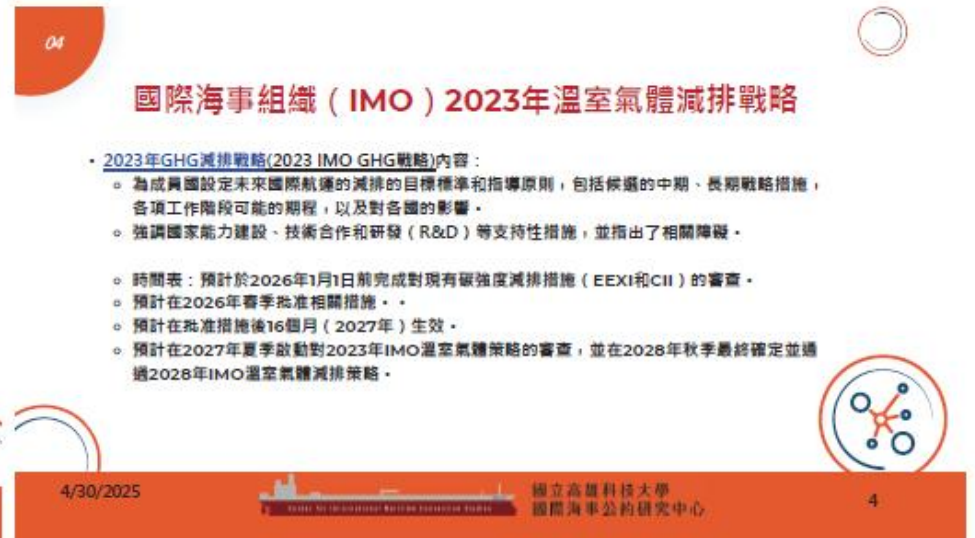 04
國際海事組織（IMO）2023年溫室氣體減排戰略
• 2023年GHG減排戰略(2023 IMO GHG戰略)內容：
○ 為成員國設定未來國際航運的減排的目標標準和指導原則，包括候選的中期、長期戰略措施，
各項工作階段可能的期程，以及對各國的影響。
○ 強調國家能力建設、技術合作和研發（R&D）等支持性措施，並指出了相關障礙。
○ 時間表：預計於2026年1月1日前完成對現有碳強度減排措施（EEXI和CII）的審查。
○ 預計在2026年春季批准相關措施。。
○ 預計在批准措施後16個月（2027年）生效。
○ 預計在2027年夏季啟動對2023年IMO溫室氣體策略的審查，並在2028年秋季最終確定並通
過2028年IMO溫室氣體減排策略。
4/30/2025
Center for International Maritime Convention Studies
國立高雄科技大學
國際海事公約研究中心
4